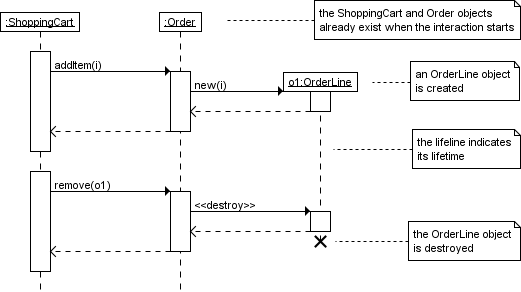 :ShoppingCart
:Order
the ShoppingCart and Order objects
already exist when the interaction starts
addItem(i)
new(i)
o1:OrderLine
an OrderLine object
is created
the lifeline indicates
its lifetime
remove(o1)
<<destroy>>
the OrderLine object
is destroyed